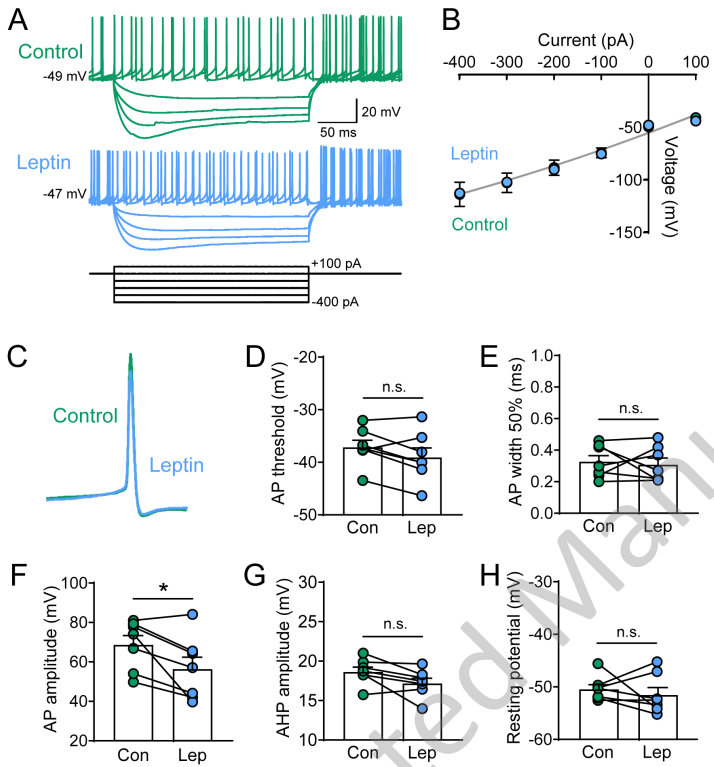 A
Control
-49 mV
20 mV
50 ms
Leptin
-47 mV
+100 pA
-400 pA
B
Current (pA)
-400 -300 -200 -100 0 100
-50
-100
-150
Voltage (mV)
Leptin
Control
C
Control
Leptin
D
AP threshold (mV)
-20
-30
-40
-50
n.s.
Con Lep
E
AP width 50% (ms)
1.0
0.8
0.6
0.4
0.2
0.0
n.s.
Con Lep
F
AP amplitude (mV)
100
80
60
40
20
*
Con Lep
G
AHP amplitude (mV)
30
25
20
15
10
n.s.
Con Lep
H
Resting potential (mV)
-30
-40
-50
-60
n.s.
Con Lep
ted Manu